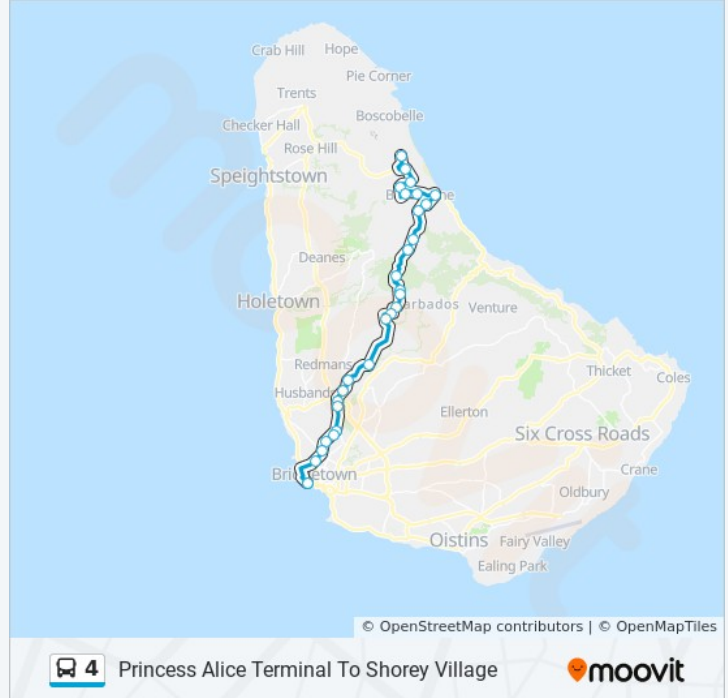 Crab Hill
Hope
Pie Corner
Trents
Boscobelle
Checker Hall
Rose Hill
Speightstown
Deanes
Holetown
Venture
Redmans
Thicket
Coles
Ellerton
Six Cross Roads
Crane
Oldbury
Oistins
Fairy Valley
Ealing Park
© OpenStreetMap contributors | © OpenMapTiles
4 Princess Alice Terminal To Shorey Village
moovit